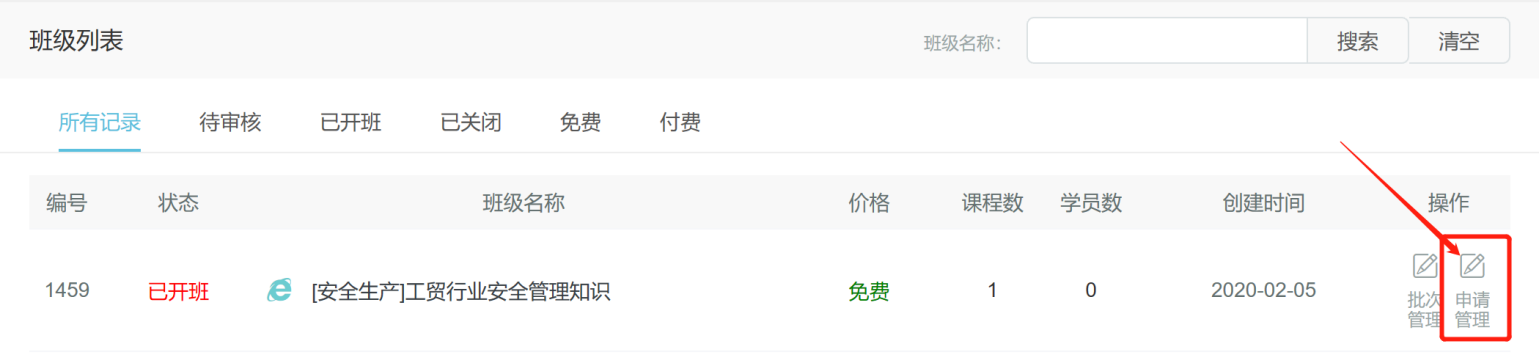 班级列表
班级名称:
搜索
清空
所有记录
待审核
已开班
已关闭
免费
付费
编号
状态
班级名称
价格
课程数
学员数
创建时间
操作
1459
已开班
[安全生产]工贸行业安全管理知识
免费
1
0
2020-02-05
批次
管理
申请
管理